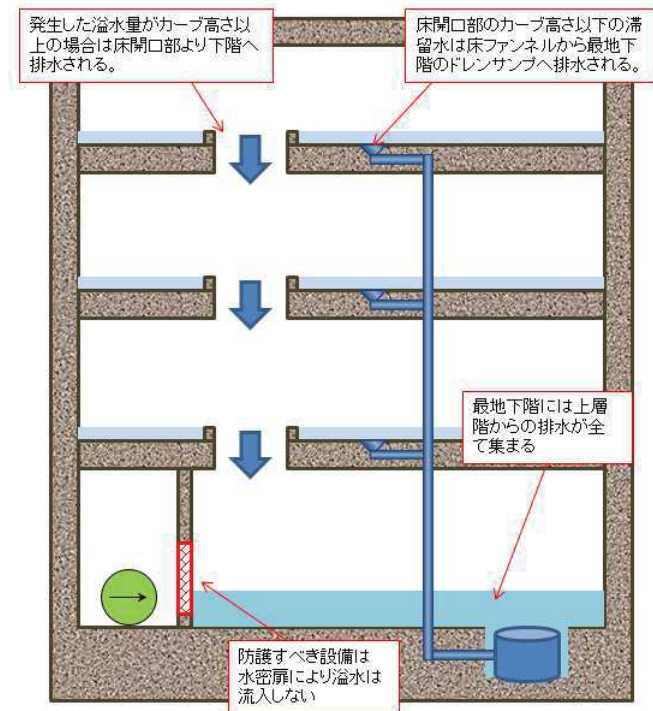 発生した溢水量がカーブ高さ以
上の場合は床開口部より下階へ
排水される。
床開口部のカーブ高さ以下の滞
留水は床ファンネルから最地下
階のドレンサンプへ排水される。
最地下階には上層
階からの排水が全
て集まる
防護すべき設備は
水密扉により溢水は
流入しない